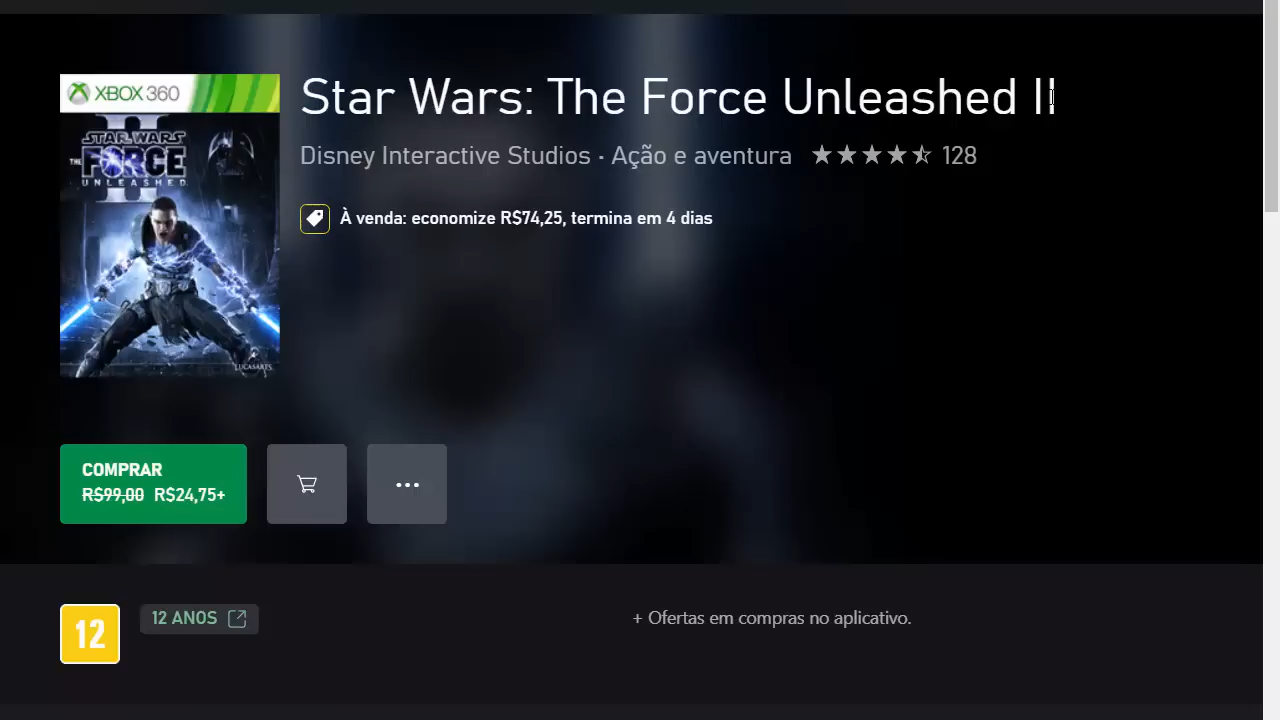 XBOX 360
Star Wars: The Force Unleashed II
STAR WARS
THE FORCE
UNLEASHED
II
LUCASARTS
Disney Interactive Studios · Ação e aventura ★★★★⯪ 128
À venda: economize R$74,25, termina em 4 dias
COMPRAR
R$99,00 R$24,75+
12
12 ANOS
+ Ofertas em compras no aplicativo.